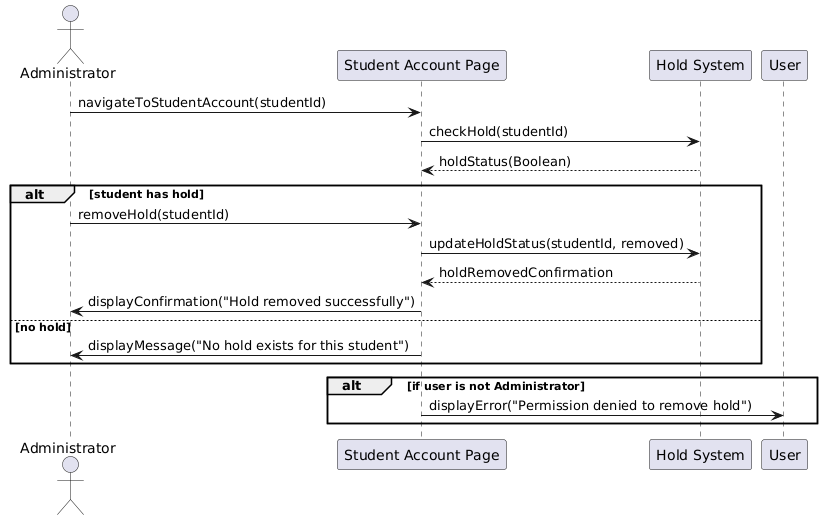 Administrator
Student Account Page
Hold System
User
navigateToStudentAccount(studentId)
checkHold(studentId)
holdStatus(Boolean)
alt
[student has hold]
removeHold(studentId)
updateHoldStatus(studentId, removed)
holdRemovedConfirmation
displayConfirmation("Hold removed successfully")
[no hold]
displayMessage("No hold exists for this student")
alt
[if user is not Administrator]
displayError("Permission denied to remove hold")
Administrator
Student Account Page
Hold System
User